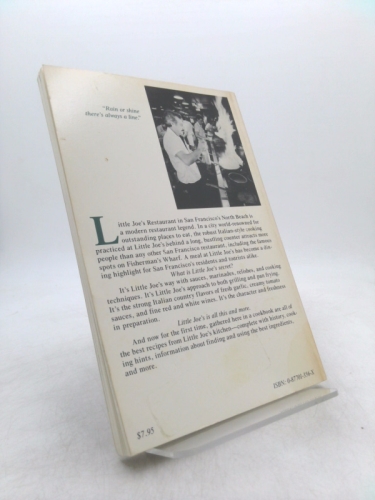 "Rain or shine
there's always a line."
Little Joe's Restaurant in San Francisco's North Beach is
a modern restaurant legend. In a city world-renowned for
outstanding places to eat, the robust Italian-style cooking
practiced at Little Joe's behind a long, bustling counter attracts more
people than any other San Francisco restaurant, including the famous
spots on Fisherman's Wharf. A meal at Little Joe's has become a din-
ing highlight for San Francisco's residents and tourists alike.
What is Little Joe's secret?
It's Little Joe's way with sauces, marinades, relishes, and cooking
techniques. It's Little Joe's approach to both grilling and pan frying.
It's the strong Italian country flavors of fresh garlic, creamy tomato
sauces, and fine red and white wines. It's the character and freshness
in preparation.
Little Joe's is all this and more.
And now for the first time, gathered here in a cookbook are all of
the best recipes from Little Joe's kitchen—complete with history, cook-
ing hints, information about finding and using the best ingredients,
and more.
$7.95